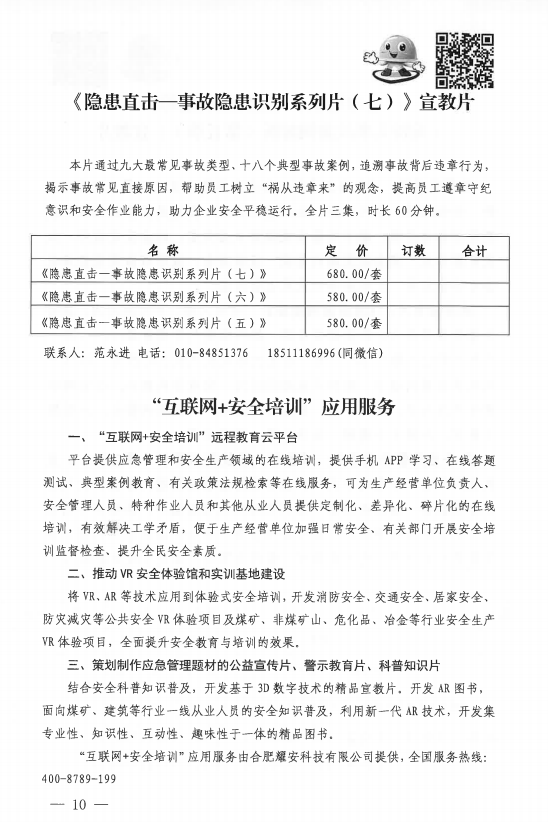 《隐患直击—事故隐患识别系列片（七）》宣教片
本片通过九大最常见事故类型、十八个典型事故案例，追溯事故背后违章行为，
揭示事故常见直接原因，帮助员工树立“祸从违章来”的观念，提高员工遵章守纪
意识和安全作业能力，助力企业安全平稳运行。全片三集，时长60分钟。
名 称 定 价 订数 合计
《隐患直击—事故隐患识别系列片（七）》 680.00/套
《隐患直击—事故隐患识别系列片（六）》 580.00/套
《隐患直击—事故隐患识别系列片（五）》 580.00/套
联系人：范永进 电话：010-84851376 18511186996(同微信)
“互联网+安全培训”应用服务
一、“互联网+安全培训”远程教育云平台
平台提供应急管理和安全生产领域的在线培训，提供手机 APP 学习、在线答题
测试、典型案例教育、有关政策法规检索等在线服务，可为生产经营单位负责人、
安全管理人员、特种作业人员和其他从业人员提供定制化、差异化、碎片化的在线
培训，有效解决工学矛盾，便于生产经营单位加强日常安全、有关部门开展安全培
训监督检查、提升全民安全素质。
二、推动 VR 安全体验馆和实训基地建设
将 VR、AR 等技术应用到体验式安全培训，开发消防安全、交通安全、居家安全、
防灾减灾等公共安全 VR 体验项目及煤矿、非煤矿山、危化品、冶金等行业安全生产
VR 体验项目，全面提升安全教育与培训的效果。
三、策划制作应急管理题材的公益宣传片、警示教育片、科普知识片
结合安全科普知识普及，开发基于 3D 数字技术的精品宣教片。开发 AR 图书，
面向煤矿、建筑等行业一线从业人员的安全知识普及，利用新一代 AR 技术，开发集
专业性、知识性、互动性、趣味性于一体的精品图书。
“互联网+安全培训”应用服务由合肥耀安科技有限公司提供，全国服务热线：
400-8789-199
— 10 —